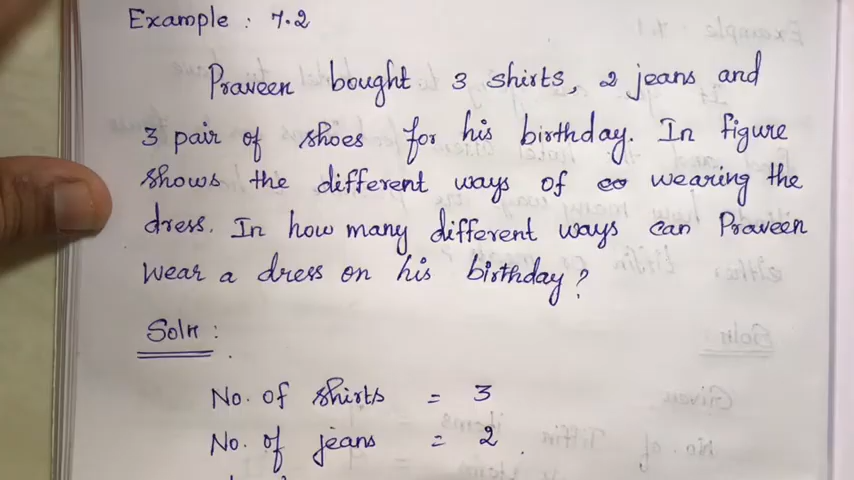 Example : 7.2
Praveen bought 3 shirts, 2 jeans and
3 pair of shoes for his birthday. In figure
shows the different ways of wearing the
dress. In how many different ways can Praveen
wear a dress on his birthday?
Soln :
No. of shirts = 3
No. of jeans = 2